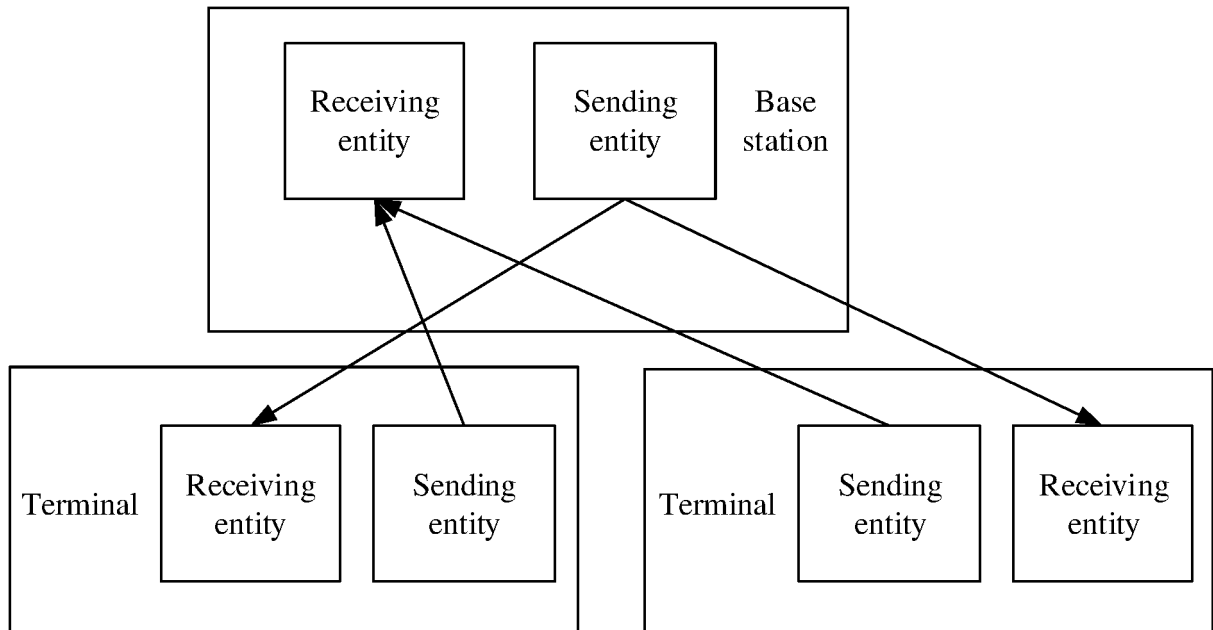 Receiving
entity
Sending
entity
Base
station
Terminal
Receiving
entity
Sending
entity
Terminal
Sending
entity
Receiving
entity